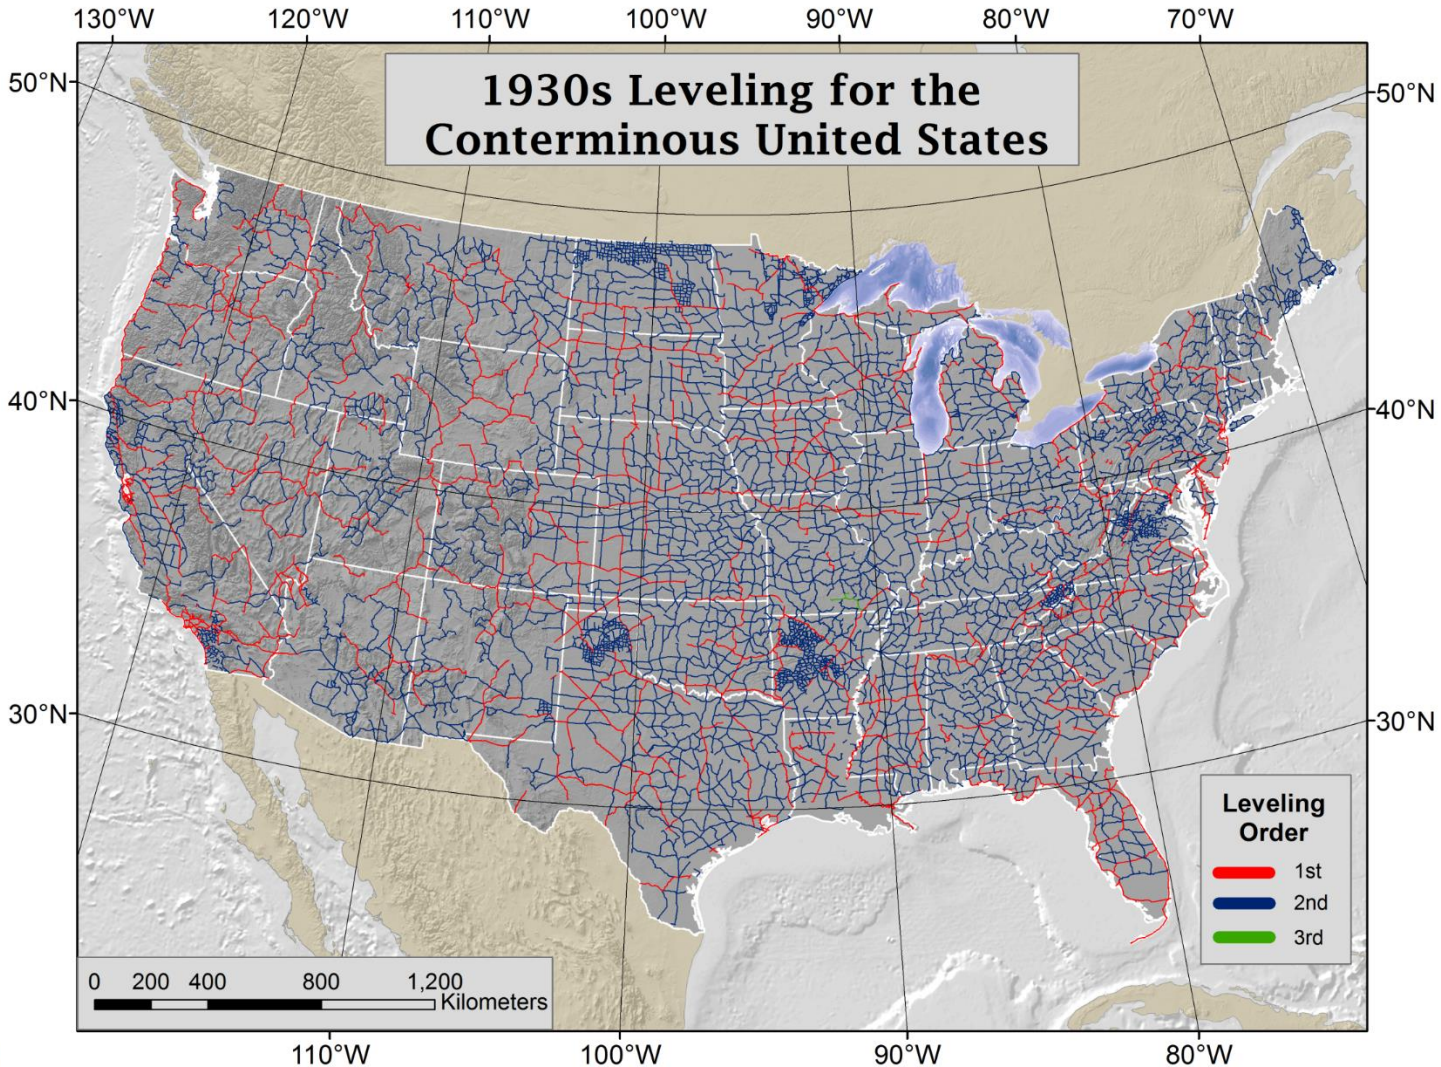 130°W 120°W 110°W 100°W 90°W 80°W 70°W
1930s Leveling for the
Conterminous United States
50°N 50°N
40°N 40°N
30°N 30°N
Leveling
Order
1st
2nd
3rd
0 200 400 800 1,200
Kilometers
110°W 100°W 90°W 80°W